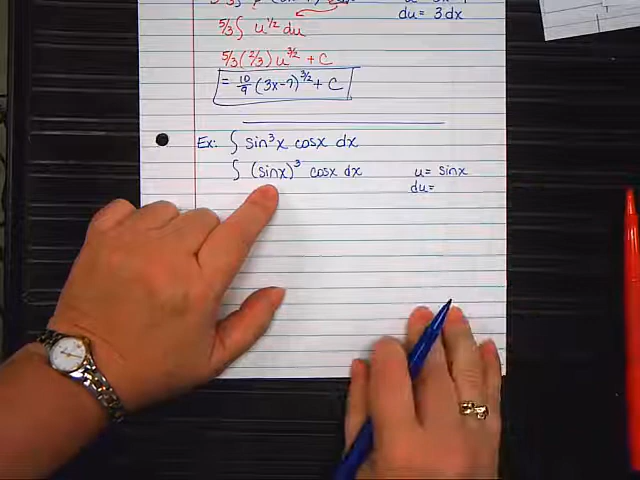 du= 3dx
5/3 ∫ u^1/2 du
5/3 (2/3) u^3/2 + C
= 10/9 (3x-7)^3/2 + C
Ex: ∫ sin³x cosx dx
∫ (sinx)³ cosx dx
u= sinx
du=